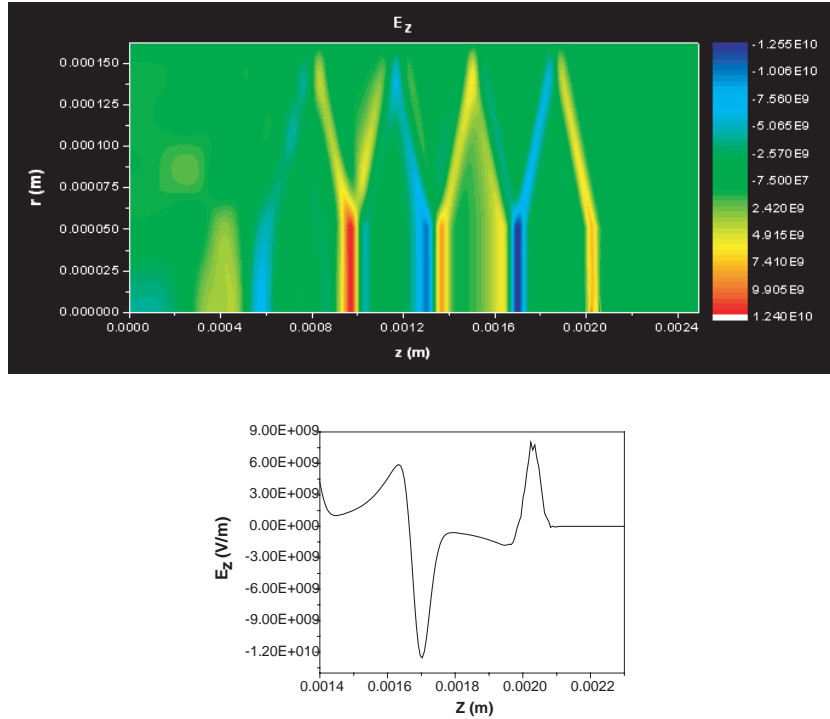 E_z
0.000150
0.000125
0.000100
0.000075
0.000050
0.000025
0.000000
r (m)
0.0000 0.0004 0.0008 0.0012 0.0016 0.0020 0.0024
z (m)
-1.255E10
-1.006E10
-7.560E9
-5.065E9
-2.570E9
-7.500E7
2.420E9
4.915E9
7.410E9
9.905E9
1.240E10
9.00E+009
6.00E+009
3.00E+009
0.00E+000
-3.00E+009
-6.00E+009
-9.00E+009
-1.20E+010
E_z (V/m)
0.0014 0.0016 0.0018 0.0020 0.0022
Z (m)